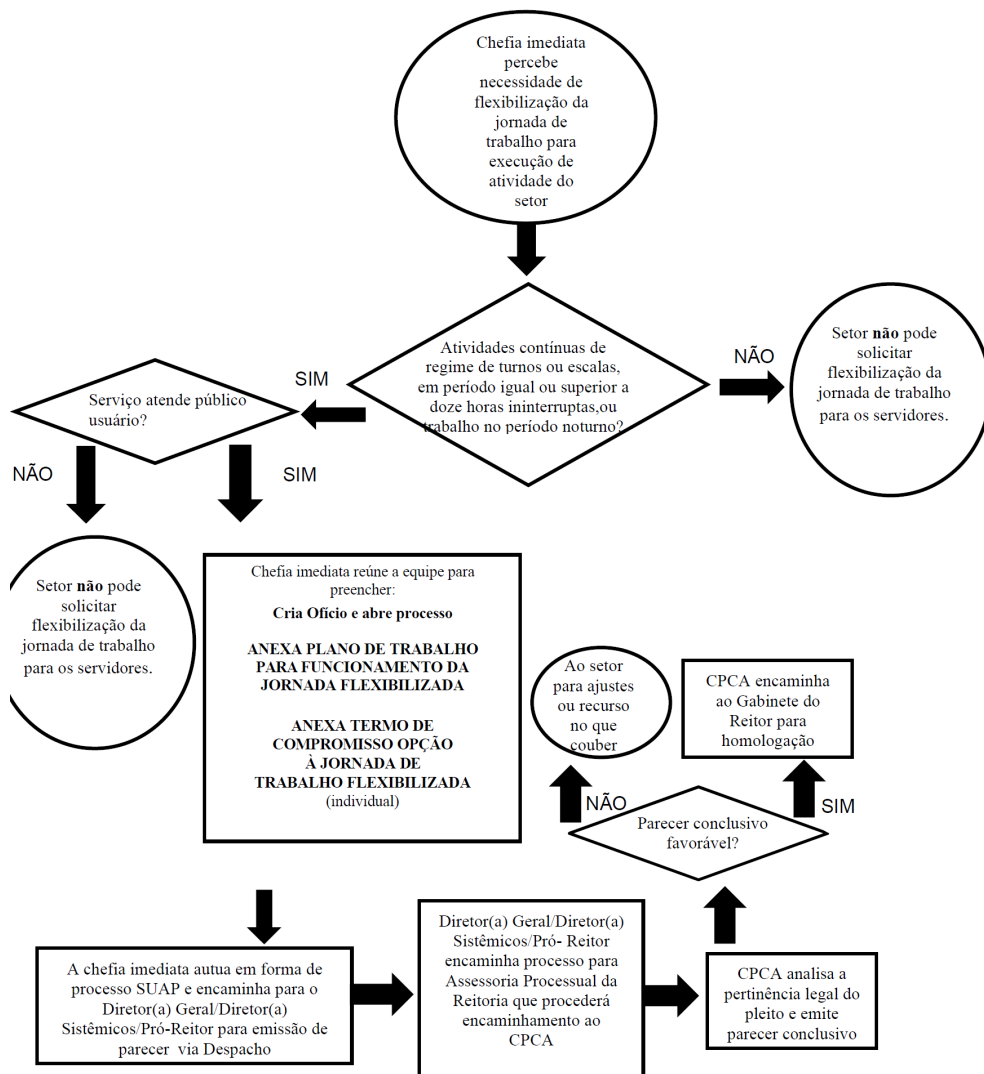 Chefia imediata
percebe
necessidade de
flexibilização da
jornada de
trabalho para
execução de
atividade do
setor
Atividades contínuas de
regime de turnos ou escalas,
em período igual ou superior a
doze horas ininterruptas,ou
trabalho no período noturno?
NÃO
Setor não pode
solicitar
flexibilização da
jornada de trabalho
para os servidores.
SIM
Serviço atende público
usuário?
NÃO
SIM
Setor não pode
solicitar
flexibilização da
jornada de trabalho
para os servidores.
Chefia imediata reúne a equipe para
preencher:
Cria Ofício e abre processo
ANEXA PLANO DE TRABALHO
PARA FUNCIONAMENTO DA
JORNADA FLEXIBILIZADA
ANEXA TERMO DE
COMPROMISSO OPÇÃO
À JORNADA DE
TRABALHO FLEXIBILIZADA
(individual)
A chefia imediata autua em forma de
processo SUAP e encaminha para o
Diretor(a) Geral/Diretor(a)
Sistêmicos/Pró-Reitor para emissão de
parecer via Despacho
Diretor(a) Geral/Diretor(a)
Sistêmicos/Pró- Reitor
encaminha processo para
Assessoria Processual da
Reitoria que procederá
encaminhamento ao
CPCA
CPCA analisa a
pertinência legal do
pleito e emite
parecer conclusivo
Parecer conclusivo
favorável?
NÃO
SIM
Ao setor
para ajustes
ou recurso
no que
couber
CPCA encaminha
ao Gabinete do
Reitor para
homologação